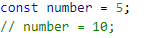 const number = 5;
// number = 10;